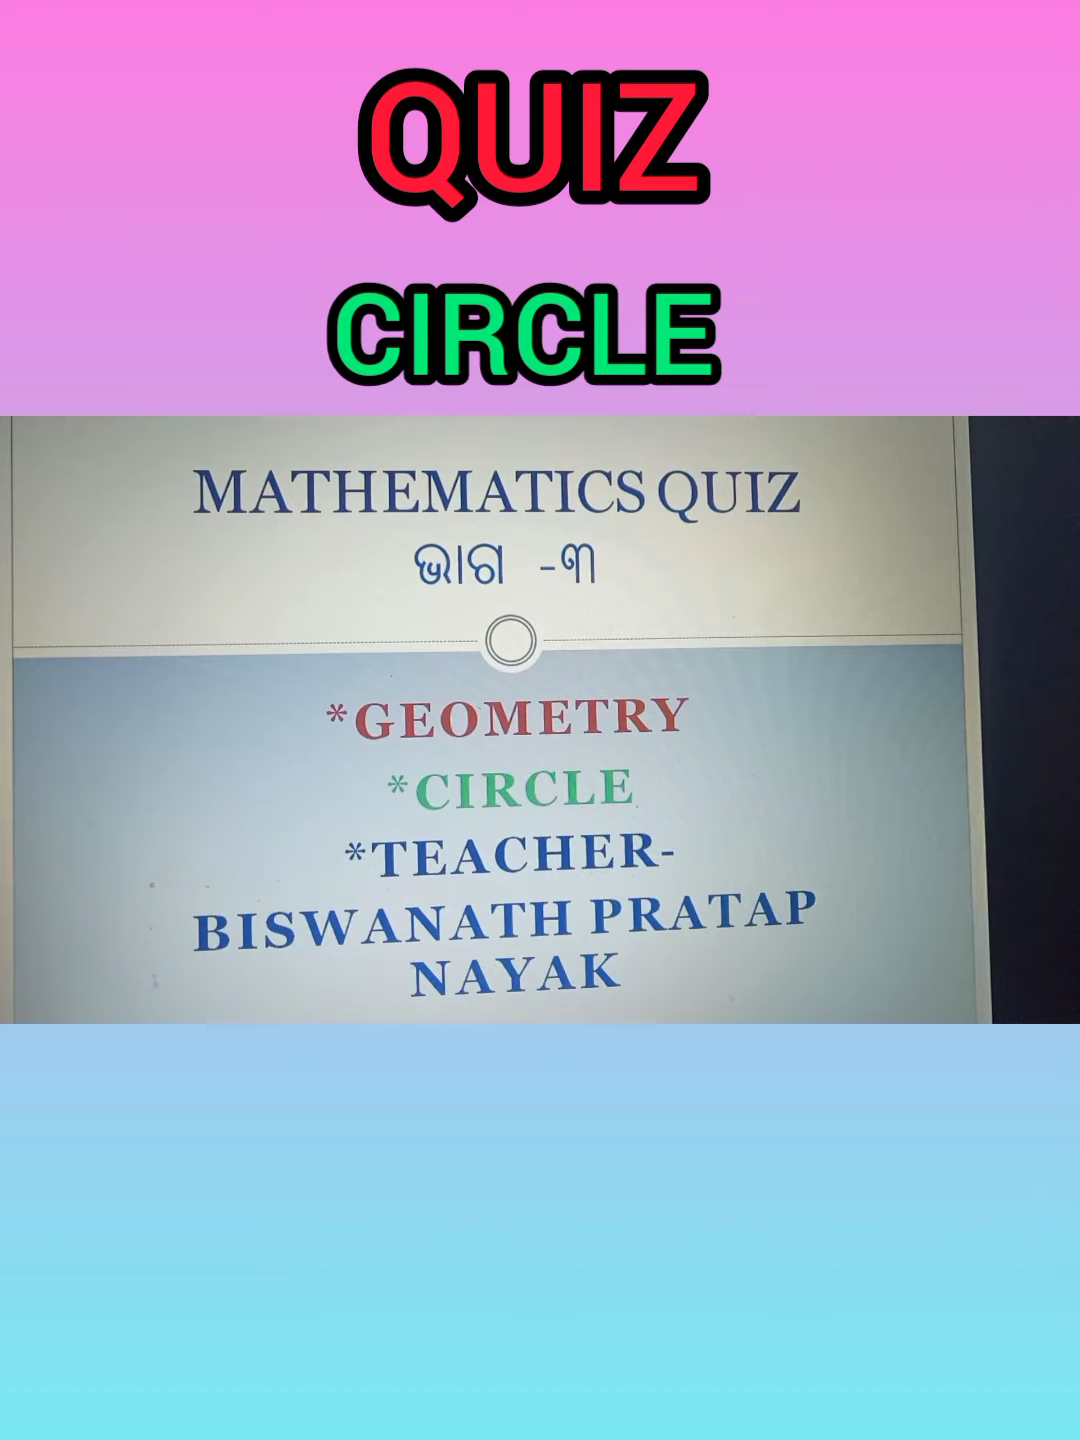 QUIZ
CIRCLE
MATHEMATICS QUIZ
ଭାଗ -୩
*GEOMETRY
*CIRCLE
*TEACHER-
BISWANATH PRATAP
NAYAK